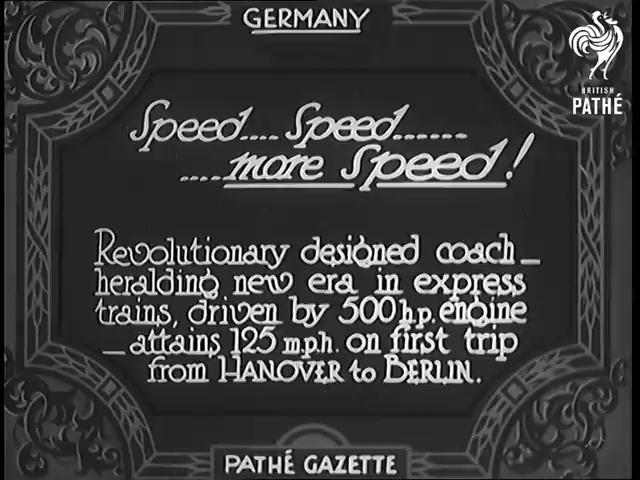 GERMANY
BRITISH
PATHÉ
Speed.... Speed......
.....more Speed!
Revolutionary designed coach_
heralding new era in express
trains, driven by 500 h.p. engine
_attains 125 m.p.h. on first trip
from HANOVER to BERLIN.
PATHÉ GAZETTE